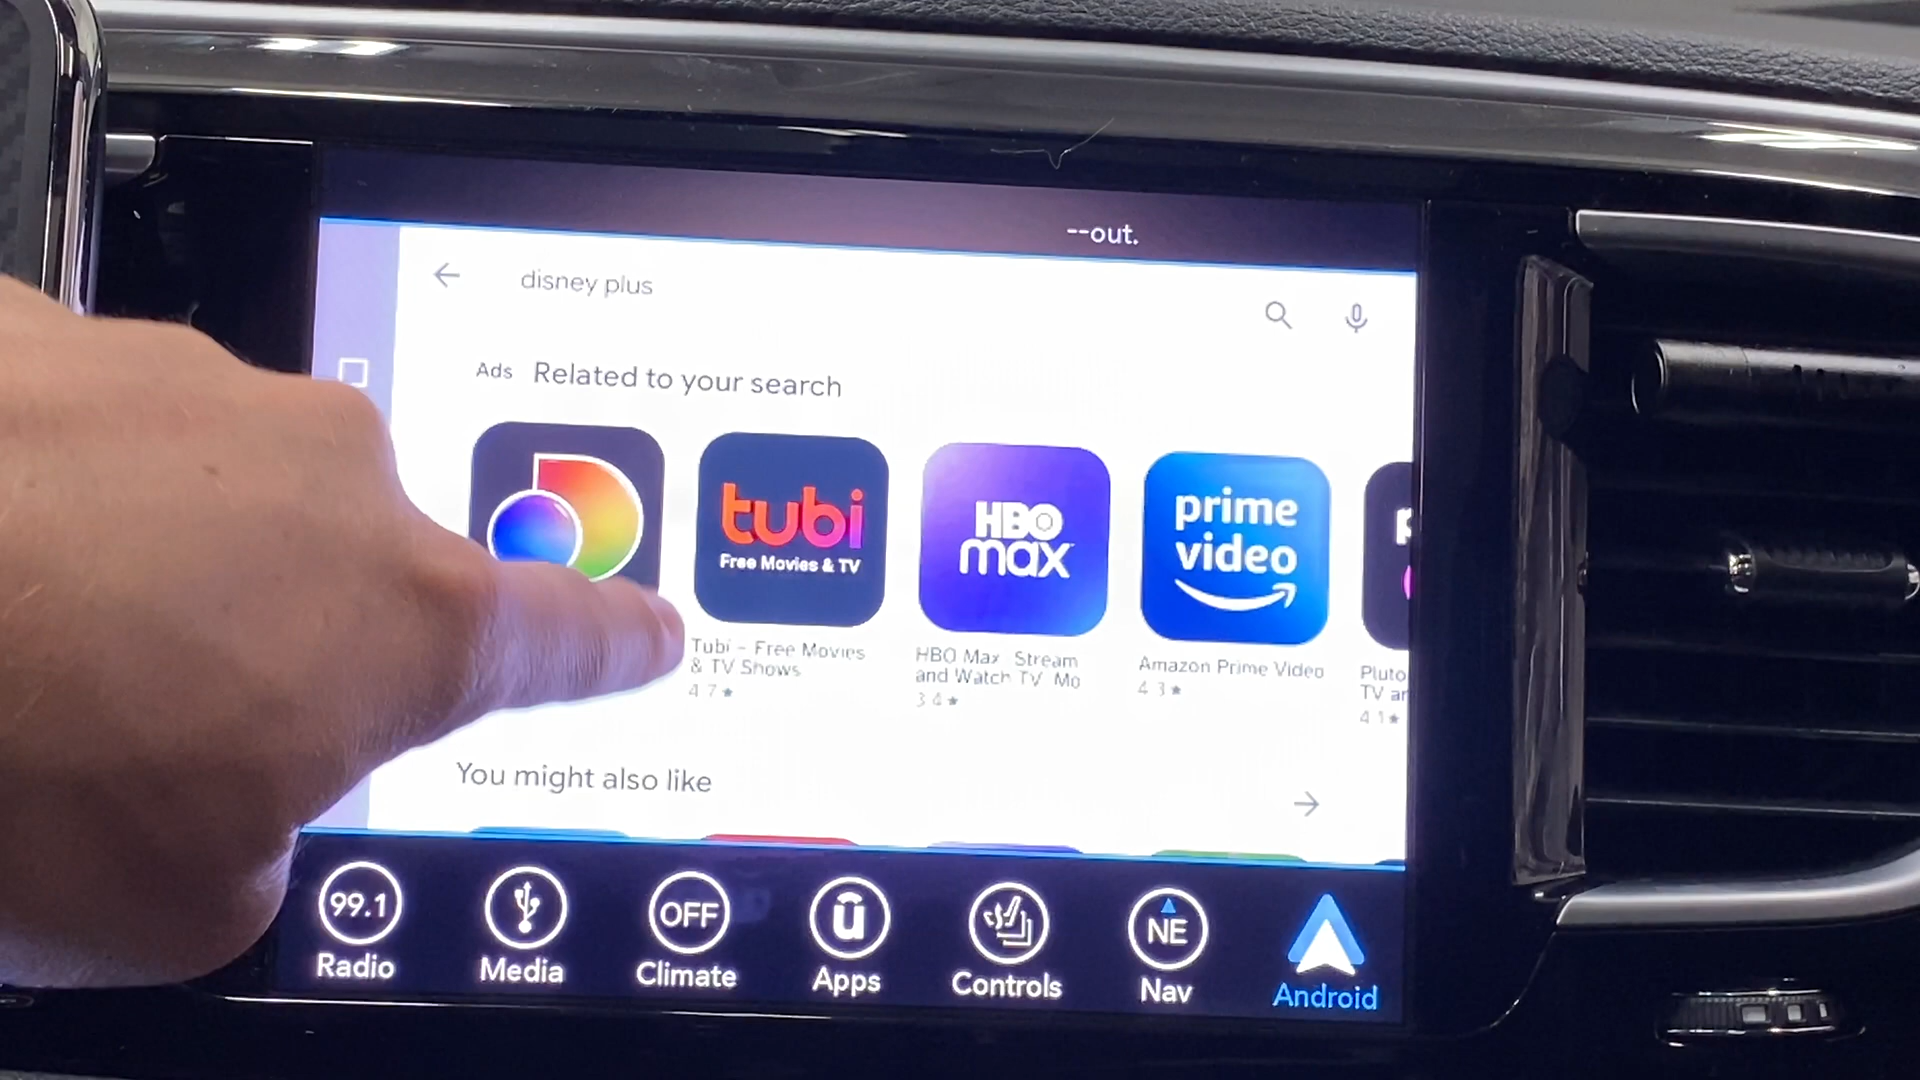 --out.
disney plus
Ads Related to your search
tubi
Free Movies & TV
HBO
max
prime
video
Tubi - Free Movies
& TV Shows
4.7★
HBO Max Stream
and Watch TV Mo
3.4★
Amazon Prime Video
4.3★
Pluto
TV ar
4.1★
You might also like
99.1
Radio
Media
OFF
Climate
ū
Apps
Controls
NE
Nav
Android